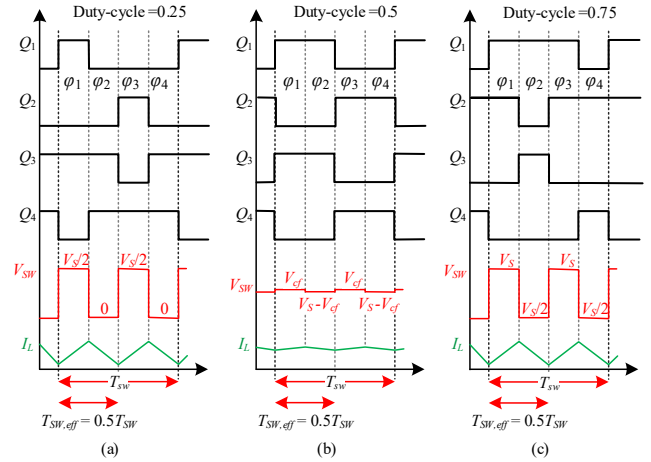 Duty-cycle=0.25
Q1
φ1 φ2 φ3 φ4
Q2
Q3
Q4
VSW
VS/2 VS/2
0 0
IL
Tsw
TSW,eff = 0.5TSW
(a)
Duty-cycle=0.5
Q1
φ1 φ2 φ3 φ4
Q2
Q3
Q4
VSW
Vcf Vcf
VS-Vcf VS-Vcf
IL
Tsw
TSW,eff = 0.5TSW
(b)
Duty-cycle=0.75
Q1
φ1 φ2 φ3 φ4
Q2
Q3
Q4
VSW
VS VS
VS/2 VS/2
IL
Tsw
TSW,eff = 0.5TSW
(c)